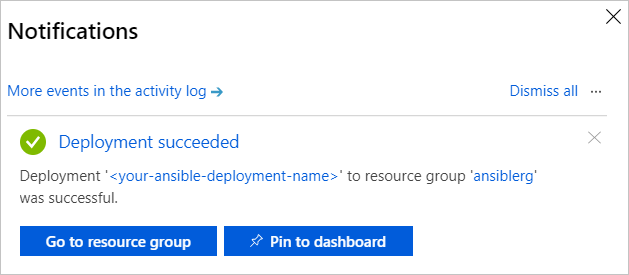 Notifications
More events in the activity log →
Dismiss all ...
Deployment succeeded
Deployment '<your-ansible-deployment-name>' to resource group 'ansiblerg'
was successful.
Go to resource group
Pin to dashboard